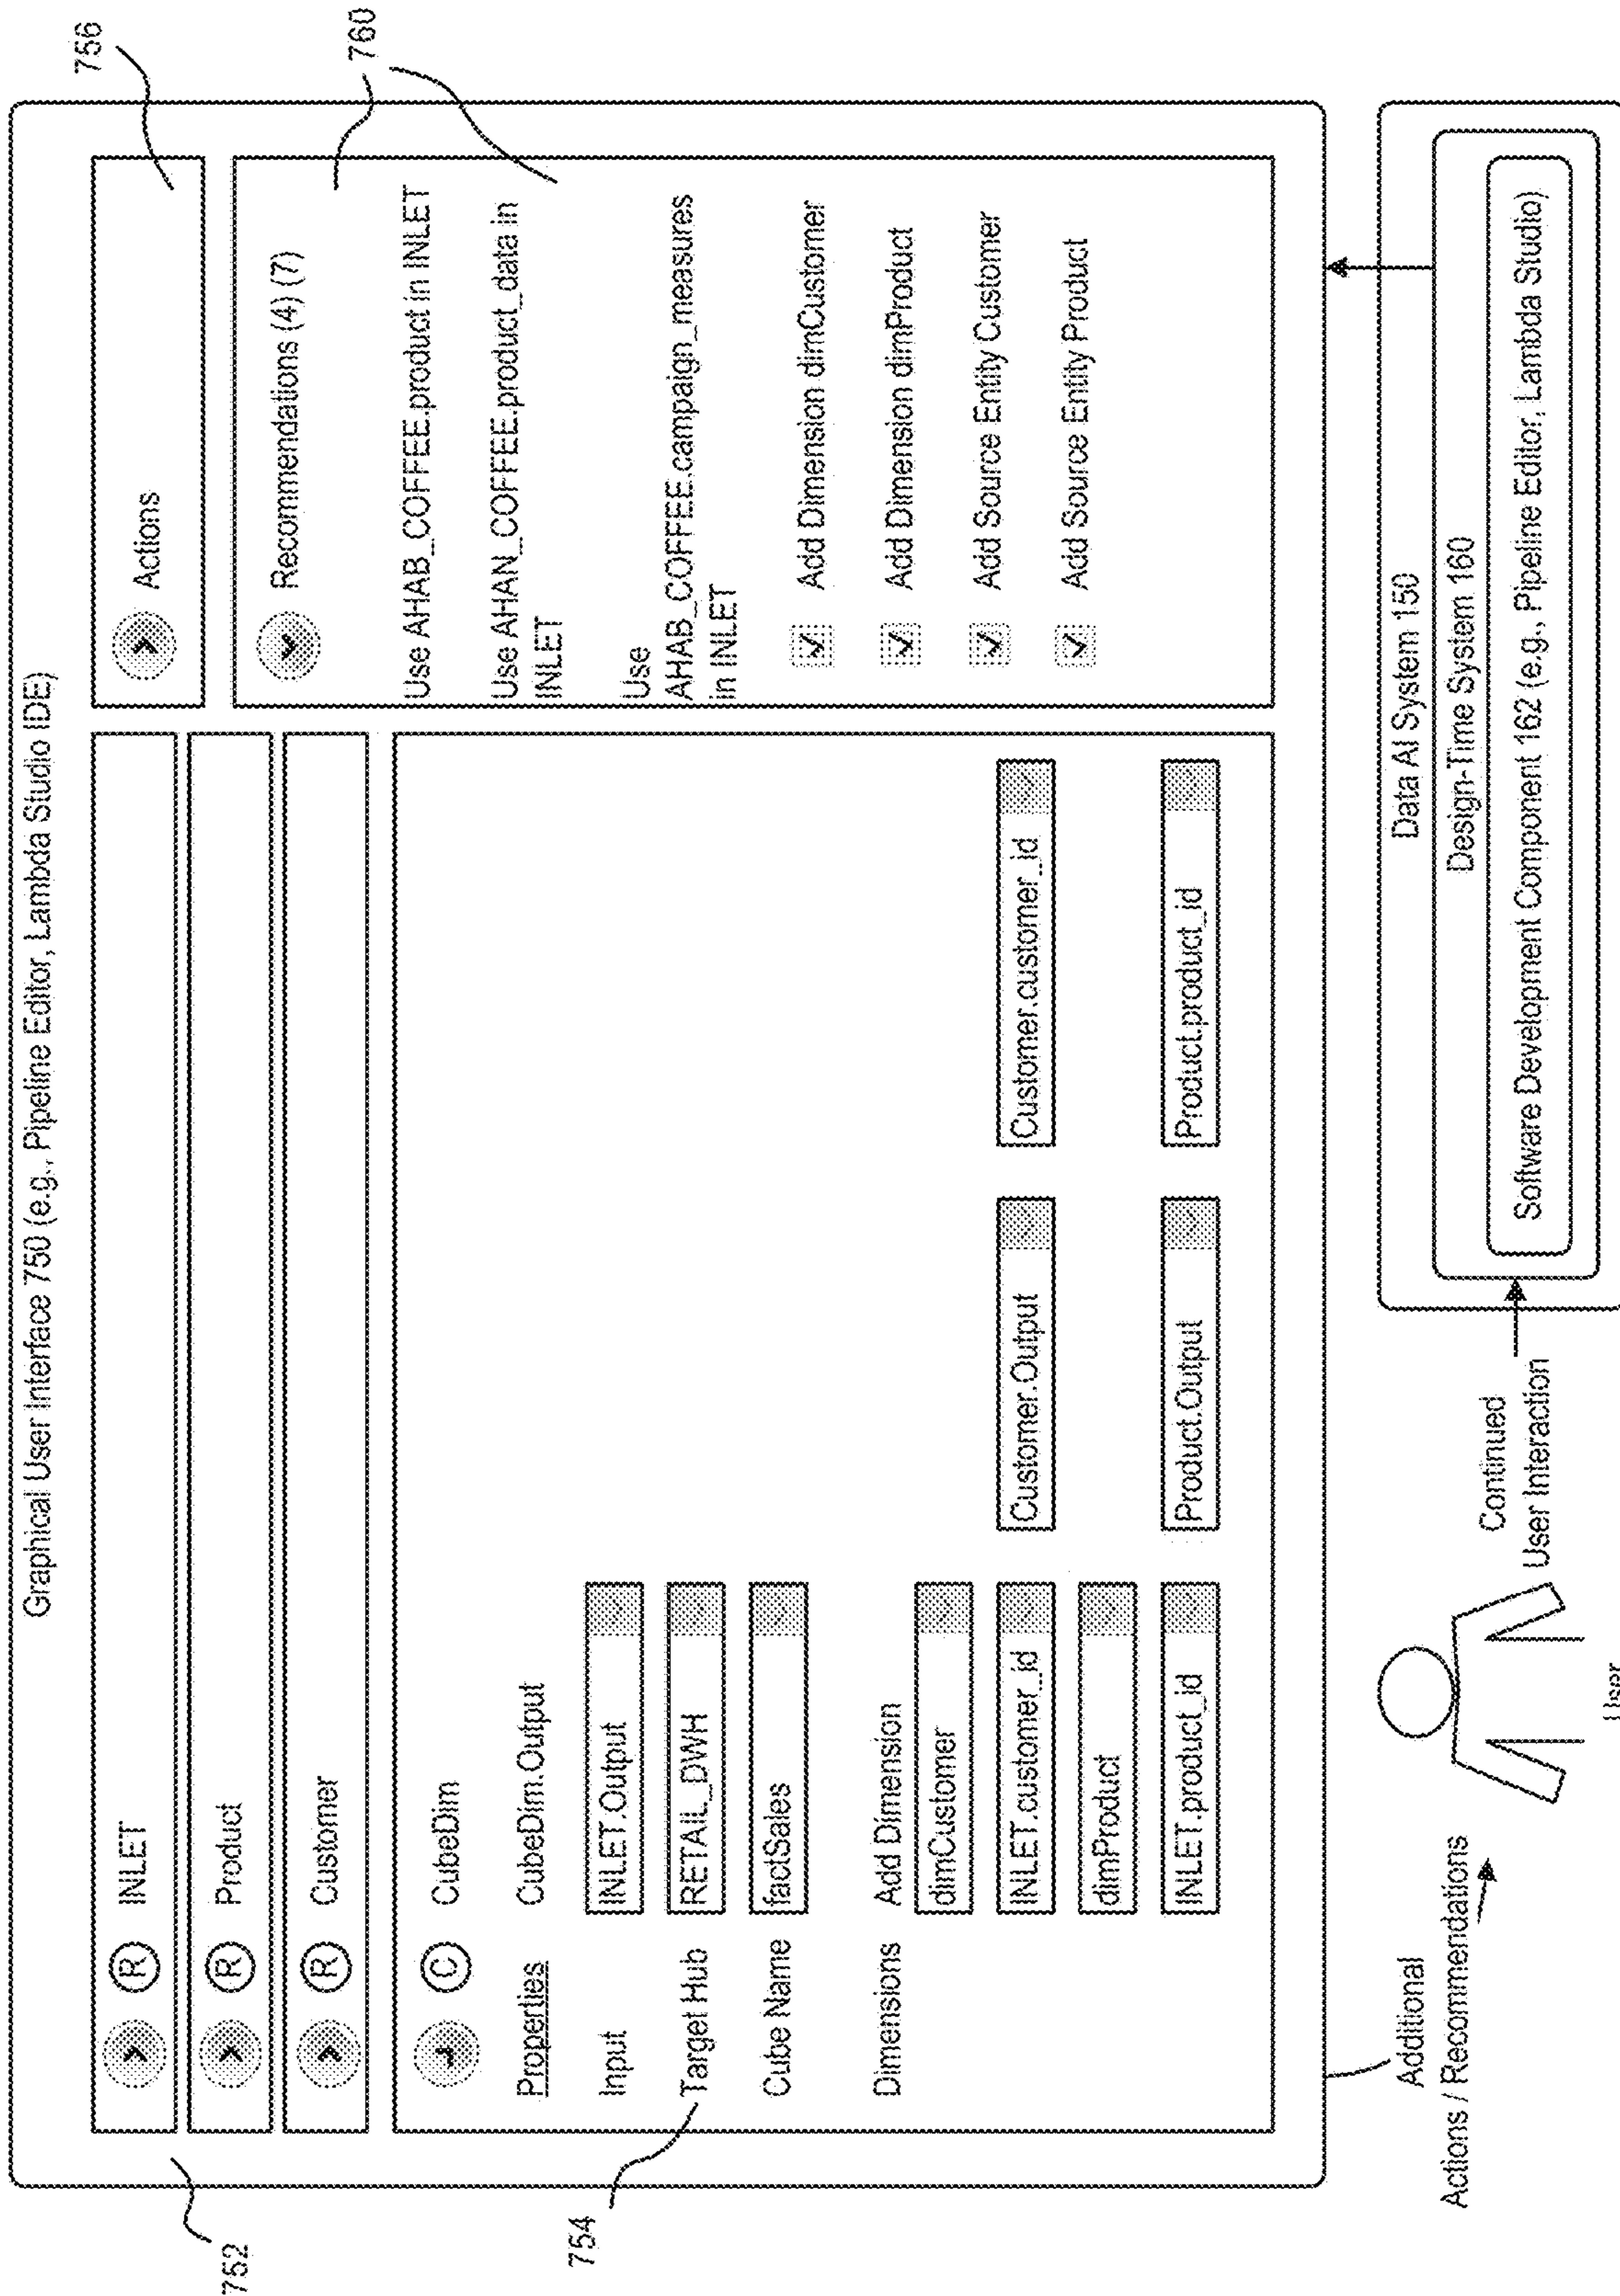 Graphical User Interface 750 (e.g., Pipeline Editor, Lambda Studio IDE)
752
R INLET
R Product
R Customer
754
C CubeDim
Properties CubeDim.Output
Input INLET.Output
Target Hub RETAIL_DWH
Cube Name factSales
Dimensions Add Dimension
dimCustomer
INLET.customer_id Customer.Output Customer.customer_id
dimProduct
INLET.product_id Product.Output Product.product_id
756
Actions
760
Recommendations (4) (7)
Use AHAB_COFFEE.product in INLET
Use AHAN_COFFEE.product_data in
INLET
Use
AHAB_COFFEE.campaign_measures
in INLET
Add Dimension dimCustomer
Add Dimension dimProduct
Add Source Entity Customer
Add Source Entity Product
Additional
Actions / Recommendations
User
Continued
User Interaction
Data AI System 150
Design-Time System 160
Software Development Component 162 (e.g., Pipeline Editor, Lambda Studio)